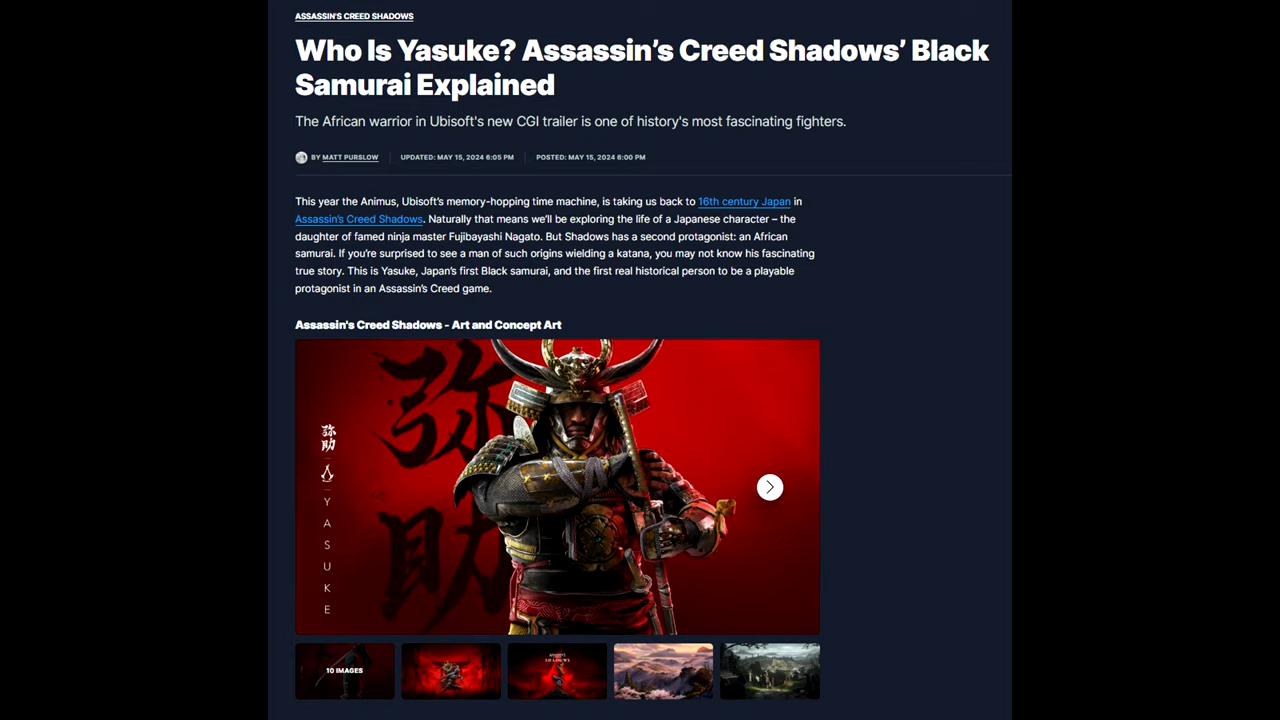 ASSASSIN'S CREED SHADOWS
Who Is Yasuke? Assassin's Creed Shadows' Black
Samurai Explained
The African warrior in Ubisoft's new CGI trailer is one of history's most fascinating fighters.
BY MATT PURSLOW UPDATED: MAY 15, 2024 6:05 PM POSTED: MAY 15, 2024 6:00 PM
This year the Animus, Ubisoft's memory-hopping time machine, is taking us back to 16th century Japan in
Assassin's Creed Shadows. Naturally that means we'll be exploring the life of a Japanese character – the
daughter of famed ninja master Fujibayashi Nagato. But Shadows has a second protagonist: an African
samurai. If you're surprised to see a man of such origins wielding a katana, you may not know his fascinating
true story. This is Yasuke, Japan's first Black samurai, and the first real historical person to be a playable
protagonist in an Assassin's Creed game.
Assassin's Creed Shadows - Art and Concept Art
弥助
弥助
YASUKE
10 IMAGES
SHADOWS